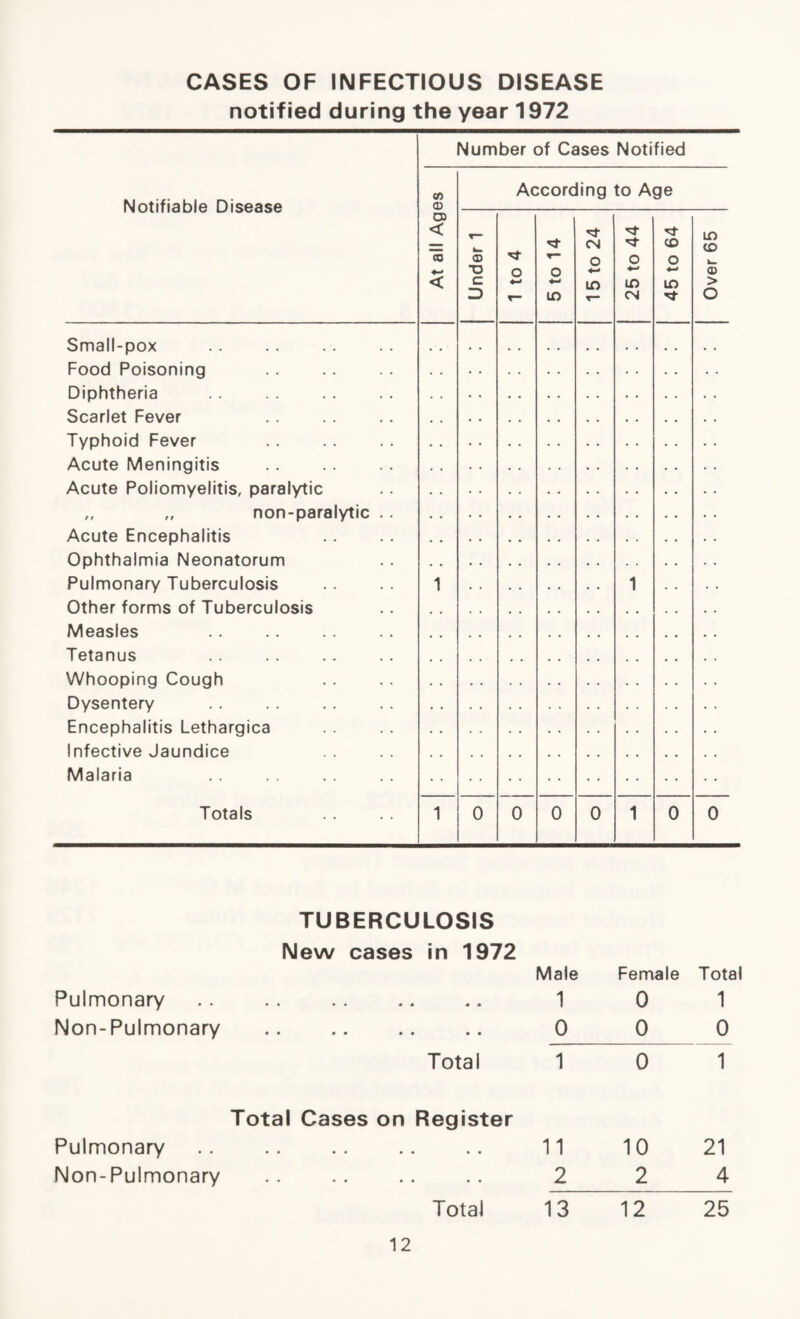 CASES OF INFECTIOUS DISEASE
notified during the year 1972
Notifiable Disease
Number of Cases Notified
At all Ages
According to Age
Under 1
1 to 4
5 to 14
15 to 24
25 to 44
45 to 64
Over 65
Small-pox .. .. .. .. .. .. .. .. .. .. .. ..
Food Poisoning .. .. .. .. .. .. .. .. .. .. ..
Diphtheria .. .. .. .. .. .. .. .. .. .. .. ..
Scarlet Fever .. .. .. .. .. .. .. .. .. .. ..
Typhoid Fever .. .. .. .. .. .. .. .. .. .. ..
Acute Meningitis .. .. .. .. .. .. .. .. .. .. ..
Acute Poliomyelitis, paralytic .. .. .. .. .. .. .. .. ..
,, ,, non-paralytic .. .. .. .. .. .. .. .. ..
Acute Encephalitis .. .. .. .. .. .. .. .. .. ..
Ophthalmia Neonatorum .. .. .. .. .. .. .. .. ..
Pulmonary Tuberculosis .. .. 1 .. .. .. .. 1 .. ..
Other forms of Tuberculosis .. .. .. .. .. .. .. .. ..
Measles .. .. .. .. .. .. .. .. .. .. .. ..
Tetanus .. .. .. .. .. .. .. .. .. .. .. ..
Whooping Cough .. .. .. .. .. .. .. .. .. ..
Dysentery .. .. .. .. .. .. .. .. .. .. .. ..
Encephalitis Lethargica .. .. .. .. .. .. .. .. .. ..
Infective Jaundice .. .. .. .. .. .. .. .. .. ..
Malaria .. .. .. .. .. .. .. .. .. .. .. ..
Totals .. .. 1 0 0 0 0 1 0 0
TUBERCULOSIS
New cases in 1972
Male Female Total
Pulmonary .. .. .. .. .. 1 0 1
Non-Pulmonary .. .. .. .. 0 0 0
Total 1 0 1
Total Cases on Register
Pulmonary .. .. .. .. .. 11 10 21
Non-Pulmonary .. .. .. .. 2 2 4
Total 13 12 25
12